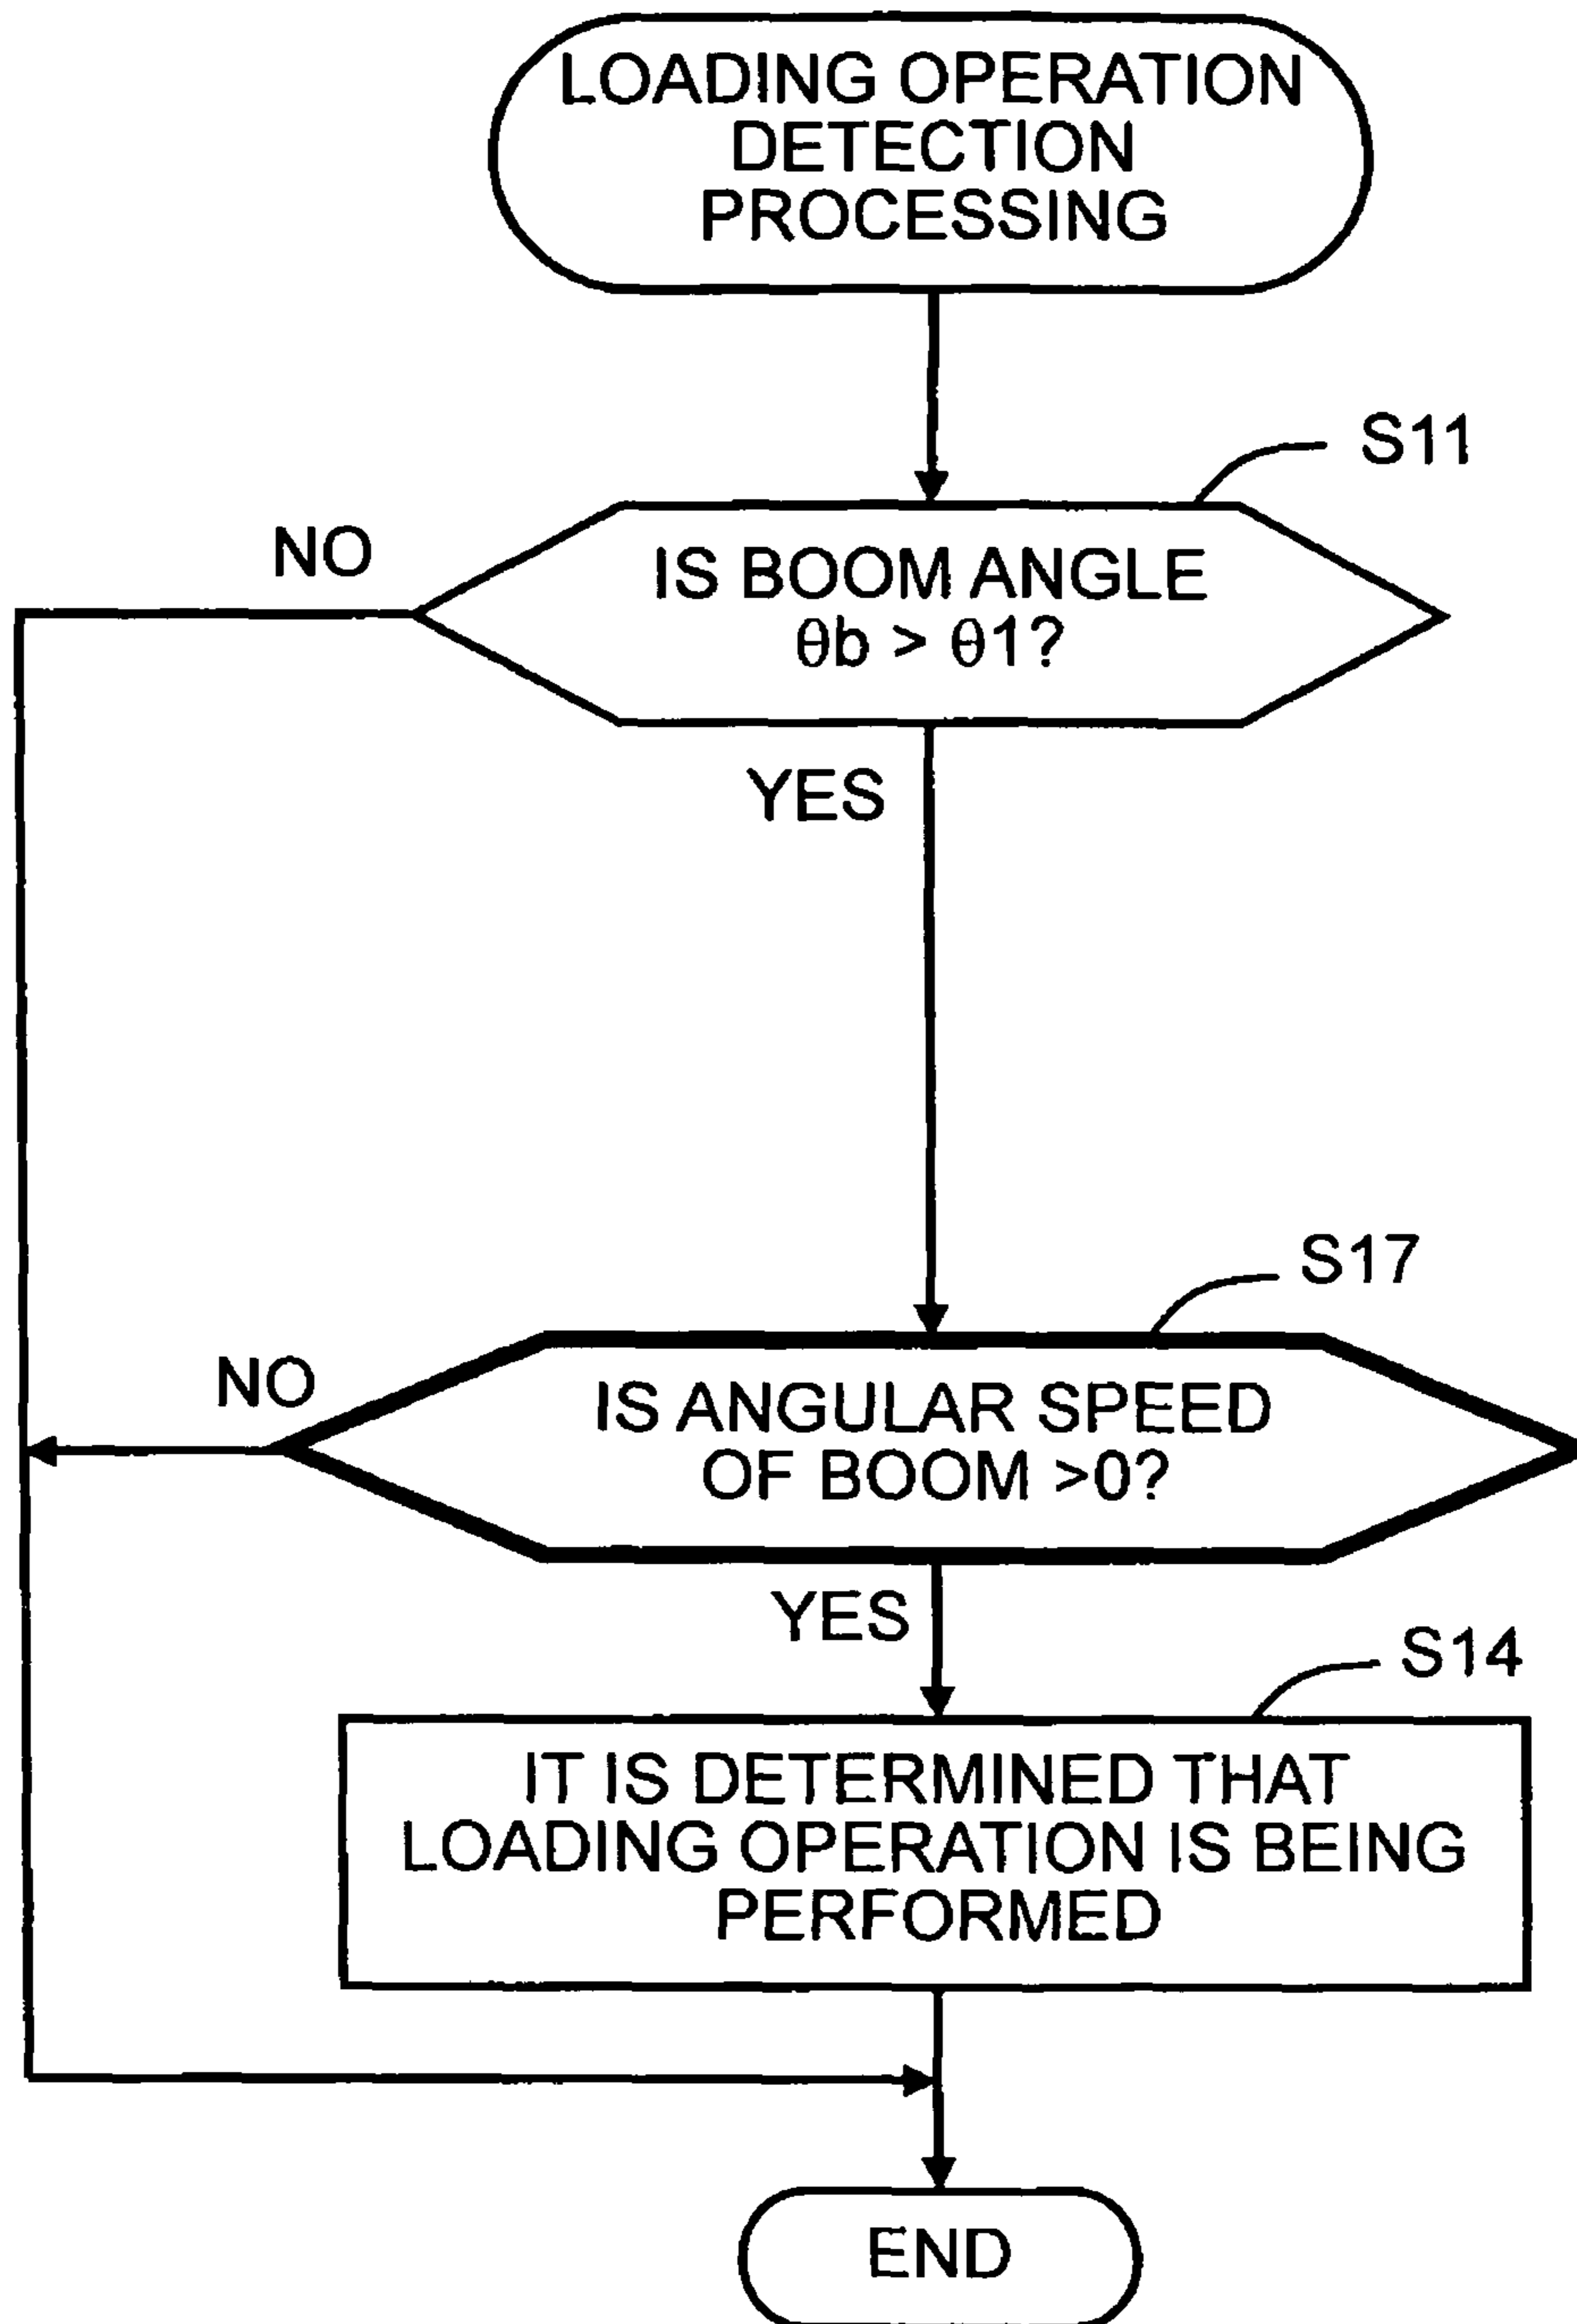 LOADING OPERATION
DETECTION
PROCESSING
S11
NO
IS BOOM ANGLE
θb > θ1?
YES
S17
NO
IS ANGULAR SPEED
OF BOOM >0?
YES
S14
IT IS DETERMINED THAT
LOADING OPERATION IS BEING
PERFORMED
END